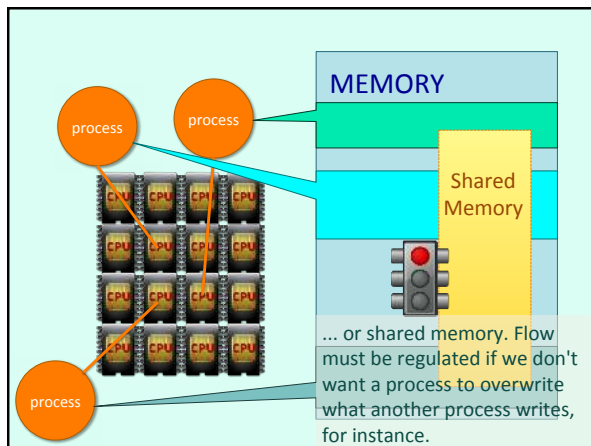 MEMORY
process
process
CPU CPU CPU CPU
Shared
Memory
CPU CPU CPU CPU
CPU CPU CPU CPU
CPU CPU CPU CPU
... or shared memory. Flow
must be regulated if we don't
want a process to overwrite
what another process writes,
for instance.
process